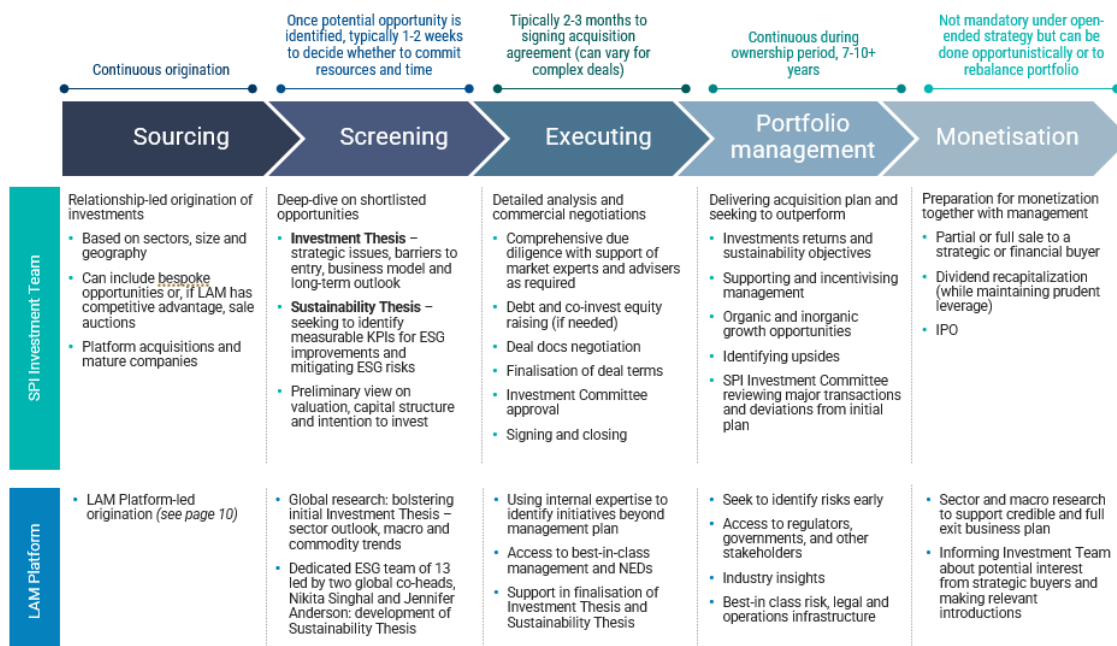 Continuous origination
Once potential opportunity is
identified, typically 1-2 weeks
to decide whether to commit
resources and time
Tipically 2-3 months to
signing acquisition
agreement (can vary for
complex deals)
Continuous during
ownership period, 7-10+
years
Not mandatory under open-
ended strategy but can be
done opportunistically or to
rebalance portfolio
Sourcing
Screening
Executing
Portfolio
management
Monetisation
SPI Investment Team
Relationship-led origination of
investments
• Based on sectors, size and
geography
• Can include bespoke
opportunities or, if LAM has
competitive advantage, sale
auctions
• Platform acquisitions and
mature companies
Deep-dive on shortlisted
opportunities
• Investment Thesis –
strategic issues, barriers to
entry, business model and
long-term outlook
• Sustainability Thesis –
seeking to identify
measurable KPIs for ESG
improvements and
mitigating ESG risks
• Preliminary view on
valuation, capital structure
and intention to invest
Detailed analysis and
commercial negotiations
• Comprehensive due
diligence with support of
market experts and advisers
as required
• Debt and co-invest equity
raising (if needed)
• Deal docs negotiation
• Finalisation of deal terms
• Investment Committee
approval
• Signing and closing
Delivering acquisition plan and
seeking to outperform
• Investments returns and
sustainability objectives
• Supporting and incentivising
management
• Organic and inorganic
growth opportunities
• Identifying upsides
• SPI Investment Committee
reviewing major transactions
and deviations from initial
plan
Preparation for monetization
together with management
• Partial or full sale to a
strategic or financial buyer
• Dividend recapitalization
(while maintaining prudent
leverage)
• IPO
LAM Platform
• LAM Platform-led
origination (see page 10)
• Global research: bolstering
initial Investment Thesis –
sector outlook, macro and
commodity trends
• Dedicated ESG team of 13
led by two global co-heads,
Nikita Singhal and Jennifer
Anderson: development of
Sustainability Thesis
• Using internal expertise to
identify initiatives beyond
management plan
• Access to best-in-class
management and NEDs
• Support in finalisation of
Investment Thesis and
Sustainability Thesis
• Seek to identify risks early
• Access to regulators,
governments, and other
stakeholders
• Industry insights
• Best-in class risk, legal and
operations infrastructure
• Sector and macro research
to support credible and full
exit business plan
• Informing Investment Team
about potential interest
from strategic buyers and
making relevant
introductions